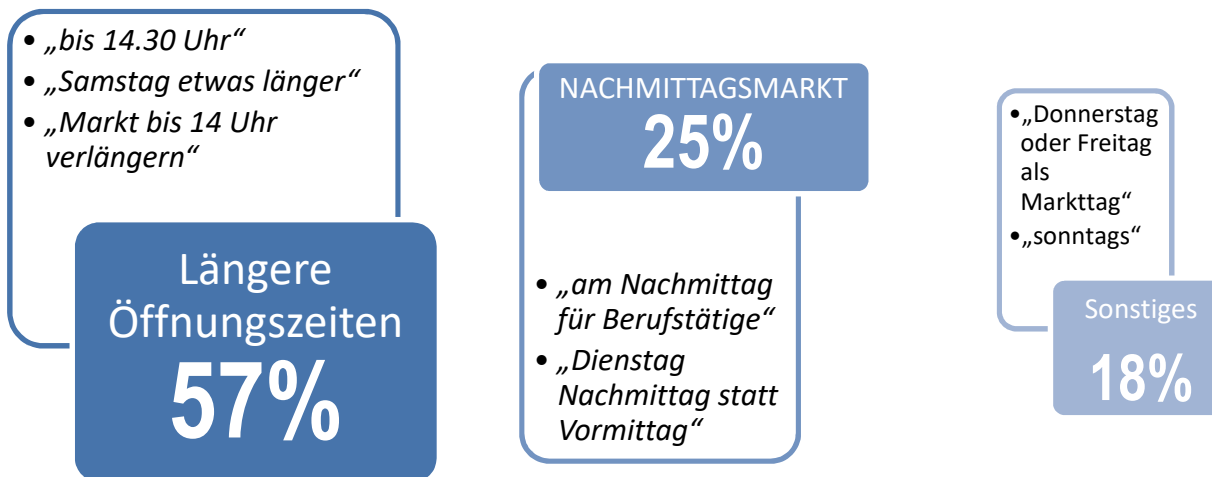 • „bis 14.30 Uhr“
• „Samstag etwas länger“
• „Markt bis 14 Uhr
verlängern“
Längere
Öffnungszeiten
57%
NACHMITTAGSMARKT
25%
• „am Nachmittag
für Berufstätige“
• „Dienstag
Nachmittag statt
Vormittag“
•„Donnerstag
oder Freitag
als
Markttag“
•„sonntags“
Sonstiges
18%